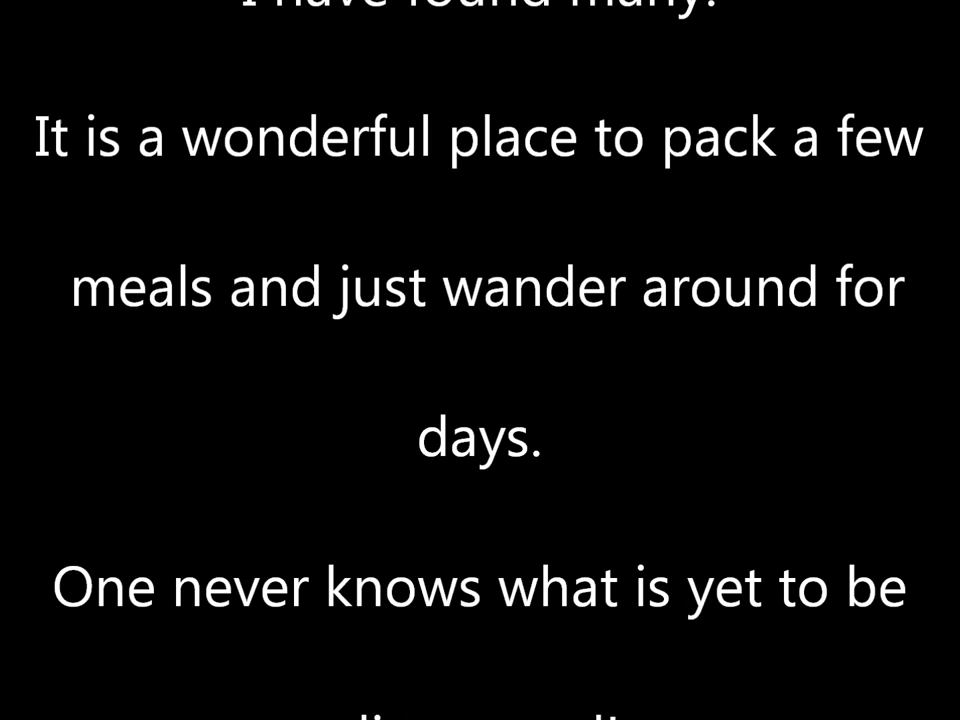 I have found many.
It is a wonderful place to pack a few
meals and just wander around for
days.
One never knows what is yet to be